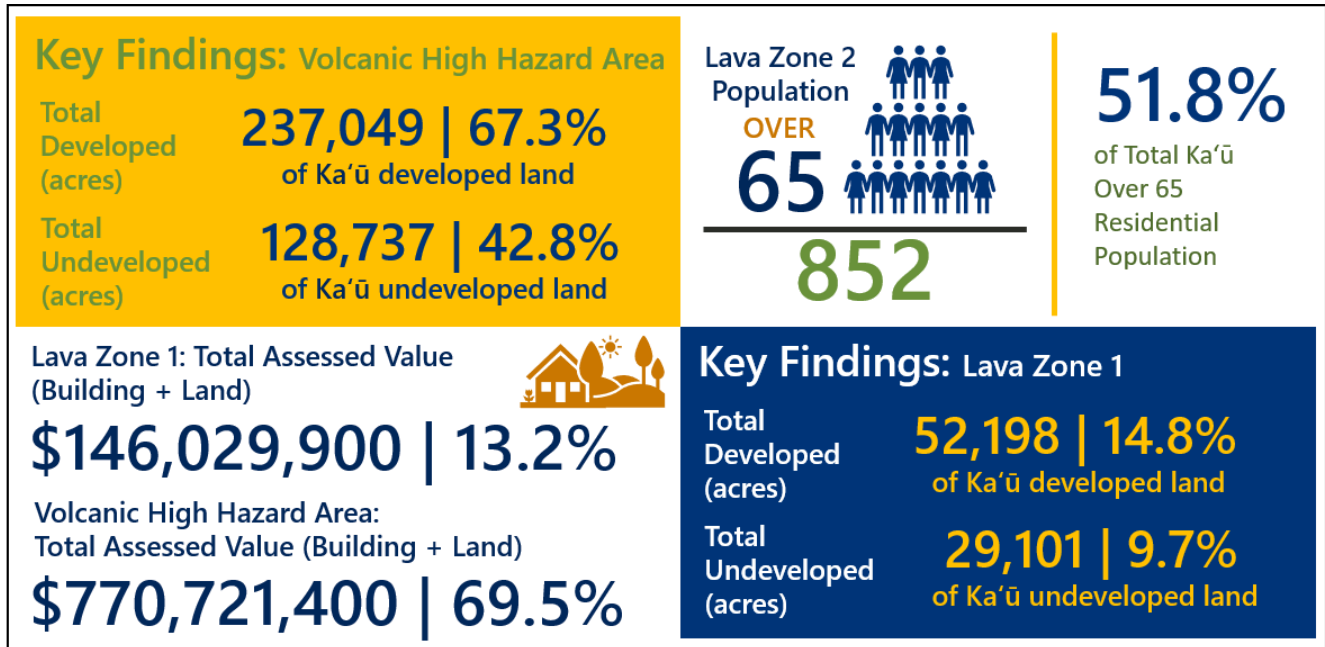 Key Findings: Volcanic High Hazard Area
Total
Developed
(acres)
237,049 | 67.3%
of Kaʻū developed land
Total
Undeveloped
(acres)
128,737 | 42.8%
of Kaʻū undeveloped land
Lava Zone 2
Population
OVER
65
852
51.8%
of Total Kaʻū
Over 65
Residential
Population
Lava Zone 1: Total Assessed Value
(Building + Land)
$146,029,900 | 13.2%
Volcanic High Hazard Area:
Total Assessed Value (Building + Land)
$770,721,400 | 69.5%
Key Findings: Lava Zone 1
Total
Developed
(acres)
52,198 | 14.8%
of Kaʻū developed land
Total
Undeveloped
(acres)
29,101 | 9.7%
of Kaʻū undeveloped land